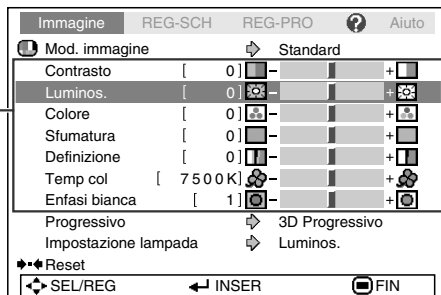 Immagine REG-SCH REG-PRO ? Aiuto
Mod. immagine Standard
Contrasto [ 0] - +
Luminos. [ 0] - +
Colore [ 0] - +
Sfumatura [ 0] - +
Definizione [ 0] - +
Temp col [ 7500K] - +
Enfasi bianca [ 1] - +
Progressivo 3D Progressivo
Impostazione lampada Luminos.
Reset
SEL/REG INSER FIN